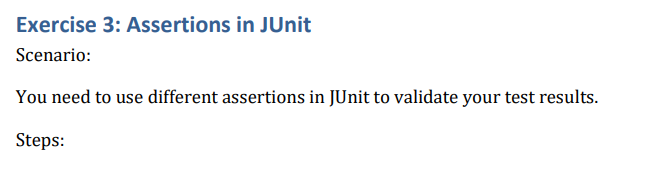 Exercise 3: Assertions in JUnit
Scenario:
You need to use different assertions in JUnit to validate your test results.
Steps: